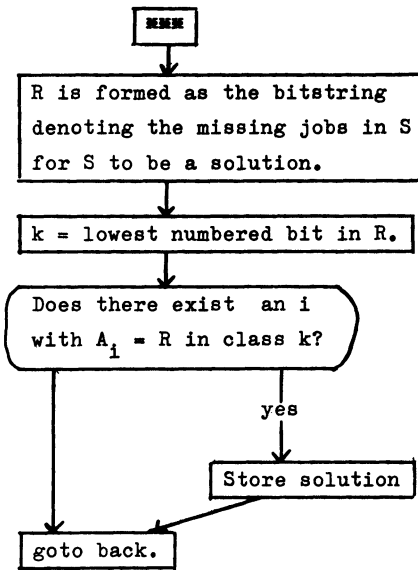 ***
R is formed as the bitstring
denoting the missing jobs in S
for S to be a solution.
k = lowest numbered bit in R.
Does there exist an i
with A_i = R in class k?
yes
Store solution
goto back.